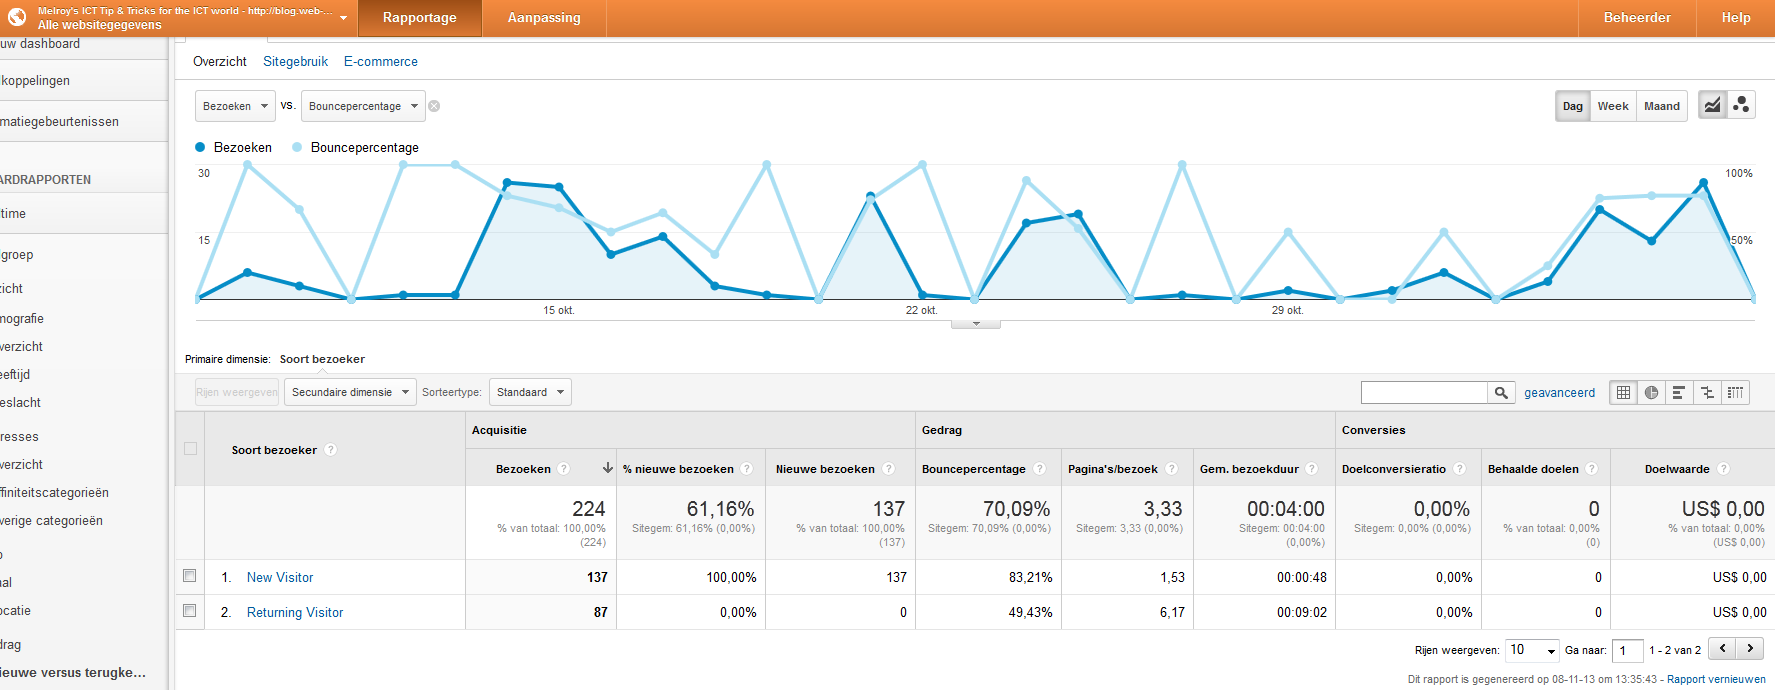 Melroy's ICT Tip & Tricks for the ICT world - http://blog.web-...
Alle websitegegevens
Rapportage
Aanpassing
Beheerder
Help
uw dashboard
koppelingen
matiegebeurtenissen
ARDRAPPORTEN
time
groep
icht
nografie
verzicht
eeftijd
eslacht
resses
verzicht
ffiniteitscategorieën
verige categorieën
o
nal
ocatie
drag
ieuwe versus terugke...
Overzicht
Sitegebruik
E-commerce
Bezoeken
vs.
Bouncepercentage
Dag
Week
Maand
Bezoeken
Bouncepercentage
30
100%
15
50%
15 okt.
22 okt.
29 okt.
Primaire dimensie: Soort bezoeker
Rijen weergeven
Secundaire dimensie
Sorteertype:
Standaard
geavanceerd
Soort bezoeker ?
Acquisitie
Gedrag
Conversies
Bezoeken ?
% nieuwe bezoeken ?
Nieuwe bezoeken ?
Bouncepercentage ?
Pagina's/bezoek ?
Gem. bezoekduur ?
Doelconversieratio ?
Behaalde doelen ?
Doelwaarde ?
224
% van totaal: 100,00%
(224)
61,16%
Sitegem: 61,16% (0,00%)
137
% van totaal: 100,00%
(137)
70,09%
Sitegem: 70,09% (0,00%)
3,33
Sitegem: 3,33 (0,00%)
00:04:00
Sitegem: 00:04:00
(0,00%)
0,00%
Sitegem: 0,00% (0,00%)
0
% van totaal: 0,00%
(0)
US$ 0,00
% van totaal: 0,00%
(US$ 0,00)
1. New Visitor 137 100,00% 137 83,21% 1,53 00:00:48 0,00% 0 US$ 0,00
2. Returning Visitor 87 0,00% 0 49,43% 6,17 00:09:02 0,00% 0 US$ 0,00
Rijen weergeven: 10 Ga naar: 1 1 - 2 van 2
Dit rapport is gegenereerd op 08-11-13 om 13:35:43 - Rapport vernieuwen